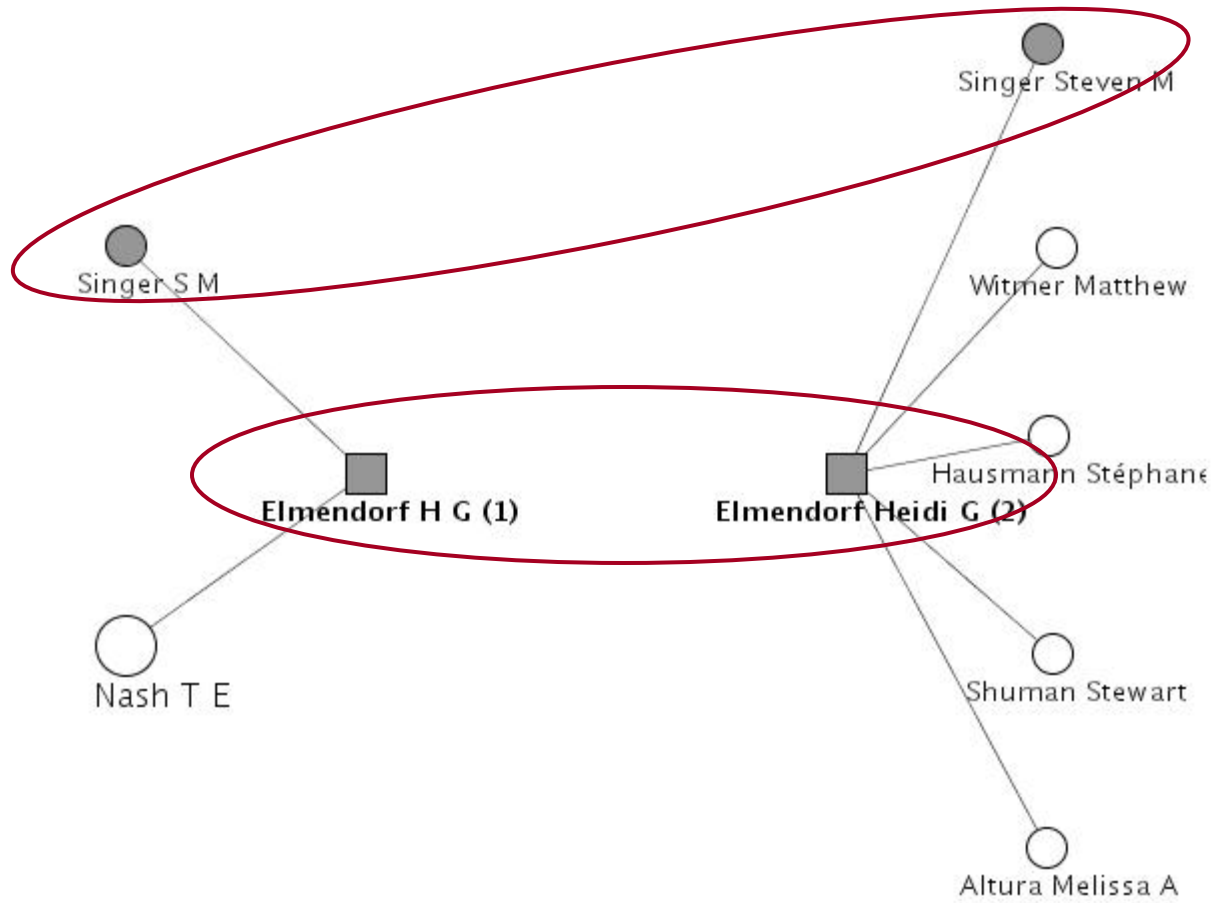 Singer Steven M
Singer S M
Witmer Matthew
Hausmann Stéphane
Elmendorf H G (1)
Elmendorf Heidi G (2)
Nash T E
Shuman Stewart
Altura Melissa A